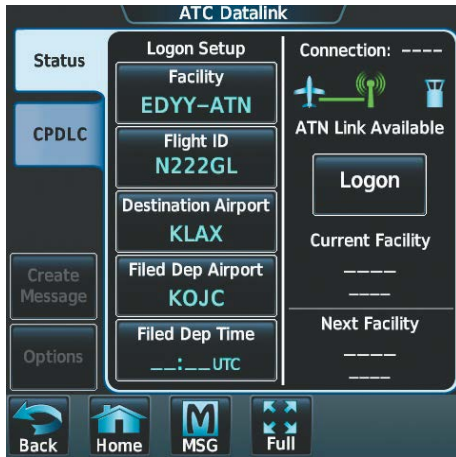 ATC Datalink
Status
CPDLC
Create
Message
Options
Logon Setup
Facility
EDYY–ATN
Flight ID
N222GL
Destination Airport
KLAX
Filed Dep Airport
KOJC
Filed Dep Time
__:__UTC
Connection: ----
ATN Link Available
Logon
Current Facility
----
----
Next Facility
----
----
Back
Home
M
MSG
Full